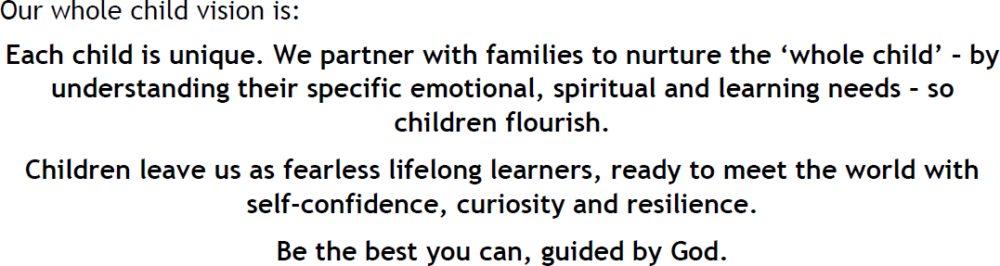 Our whole child vision is:
Each child is unique. We partner with families to nurture the ‘whole child’ – by
understanding their specific emotional, spiritual and learning needs – so
children flourish.
Children leave us as fearless lifelong learners, ready to meet the world with
self-confidence, curiosity and resilience.
Be the best you can, guided by God.